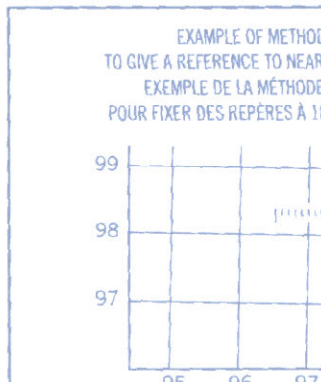 EXAMPLE OF METHOD
TO GIVE A REFERENCE TO NEAR
EXEMPLE DE LA MÉTHODE
POUR FIXER DES REPÈRES À 1
99
98
97
95 96 97